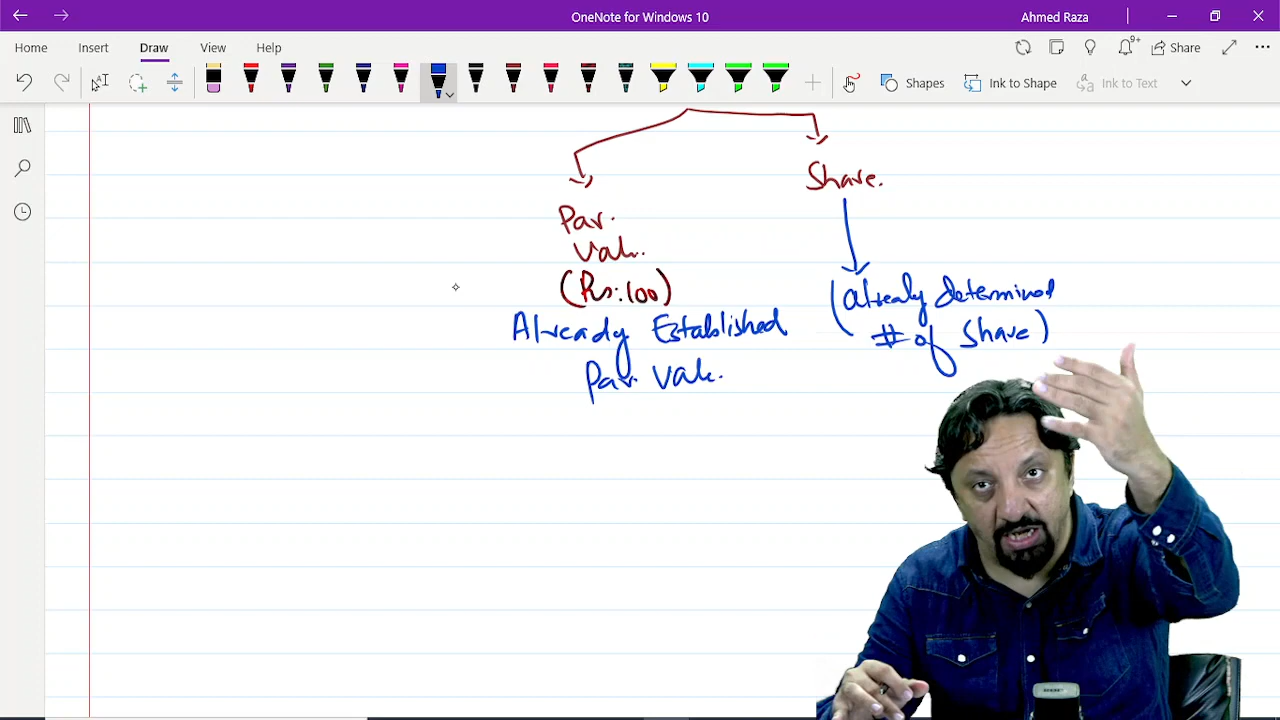 OneNote for Windows 10
Ahmed Raza
Home
Insert
Draw
View
Help
9+
Share
Shapes
Ink to Shape
Ink to Text
Share.
Par.
Val.
(Rs:100)
(Already determined
# of Share)
Already Established
Par Val.